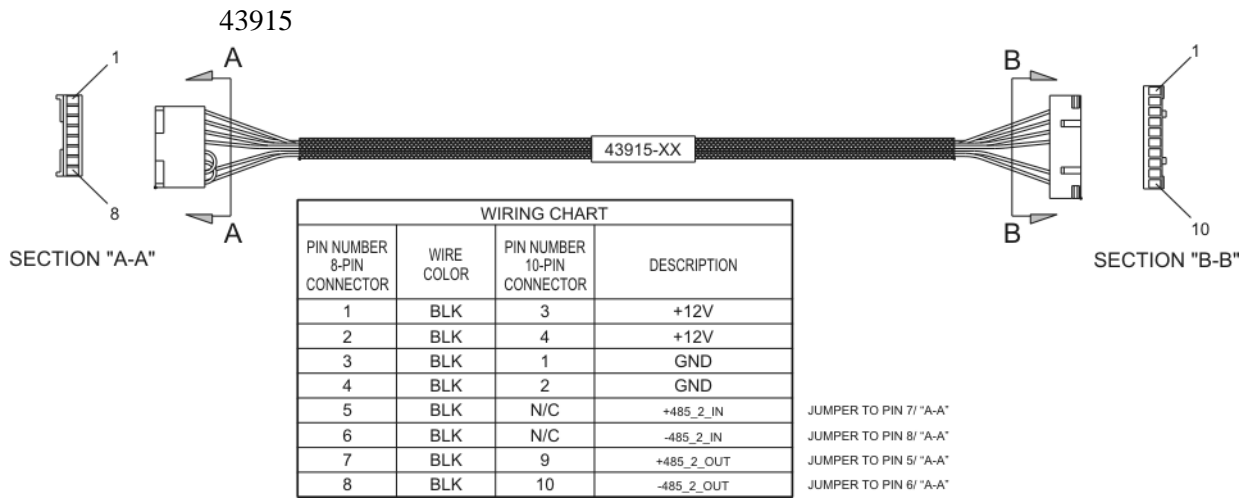 43915
A
B
1
1
43915-XX
8
10
A
B
SECTION "A-A"
SECTION "B-B"
WIRING CHART
PIN NUMBER 8-PIN CONNECTOR WIRE COLOR PIN NUMBER 10-PIN CONNECTOR DESCRIPTION
1 BLK 3 +12V
2 BLK 4 +12V
3 BLK 1 GND
4 BLK 2 GND
5 BLK N/C +485_2_IN JUMPER TO PIN 7/ "A-A"
6 BLK N/C -485_2_IN JUMPER TO PIN 8/ "A-A"
7 BLK 9 +485_2_OUT JUMPER TO PIN 5/ "A-A"
8 BLK 10 -485_2_OUT JUMPER TO PIN 6/ "A-A"